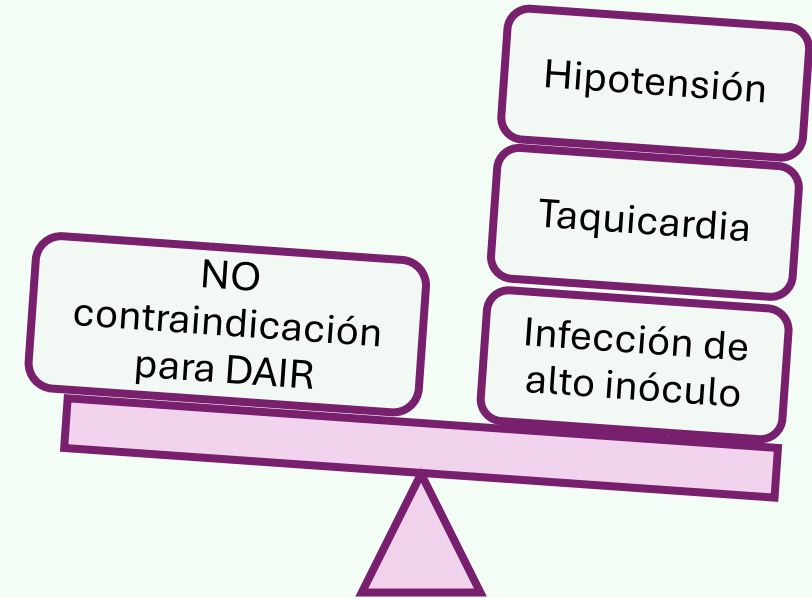 Hipotensión
Taquicardia
Infección de
alto inóculo
NO
contraindicación
para DAIR